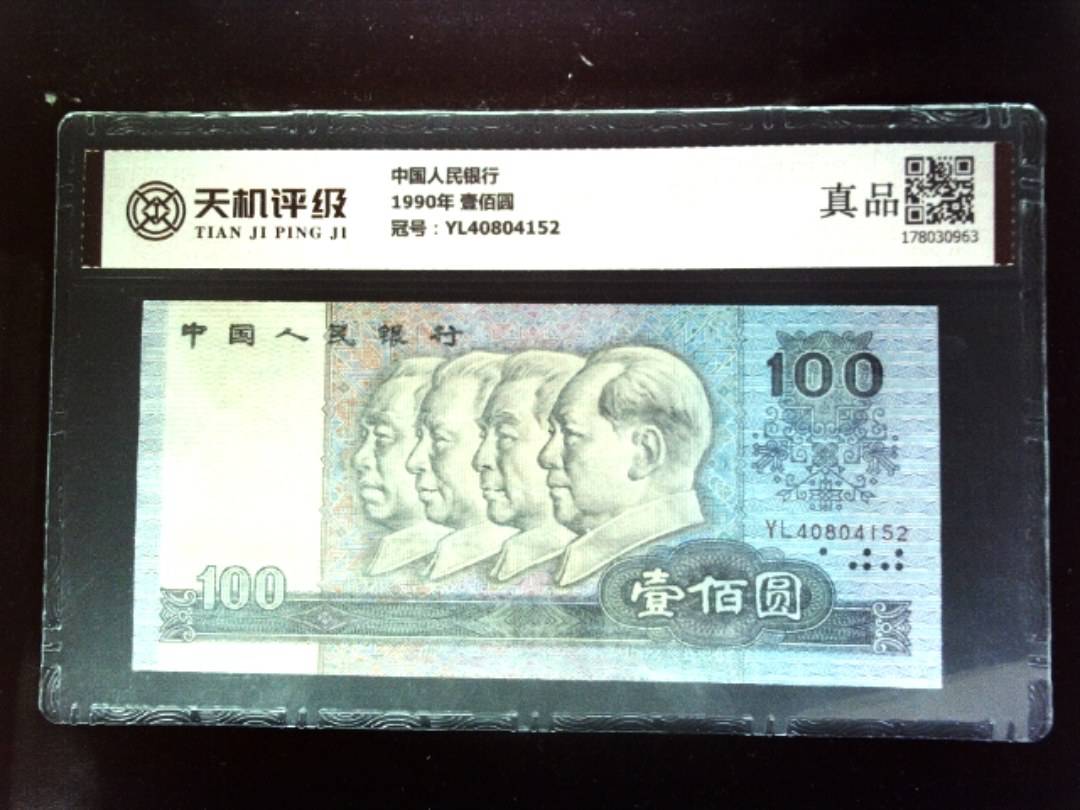 天机评级
TIAN JI PING JI
中国人民银行
1990年 壹佰圆
冠号：YL40804152
真品
178030963
中国人民银行
100
YL40804152
100
壹佰圆